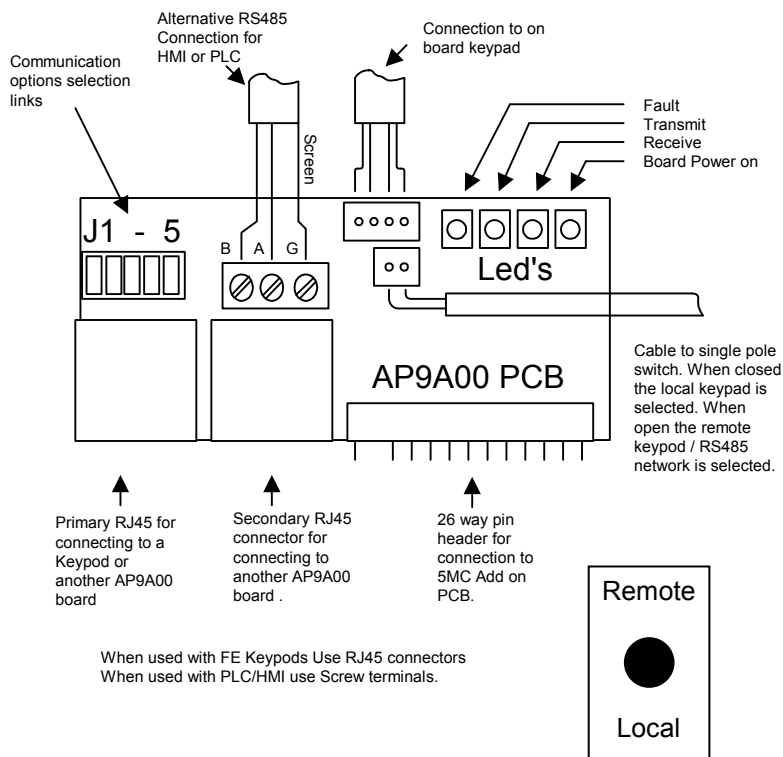 Alternative RS485
Connection for
HMI or PLC
Connection to on
board keypad
Communication
options selection
links
Screen
Fault
Transmit
Receive
Board Power on
J1 - 5
B A G
Led's
AP9A00 PCB
Cable to single pole
switch. When closed
the local keypad is
selected. When
open the remote
keypod / RS485
network is selected.
Primary RJ45 for
connecting to a
Keypod or
another AP9A00
board
Secondary RJ45
connector for
connecting to
another AP9A00
board .
26 way pin
header for
connection to
5MC Add on
PCB.
When used with FE Keypods Use RJ45 connectors
When used with PLC/HMI use Screw terminals.
Remote
Local